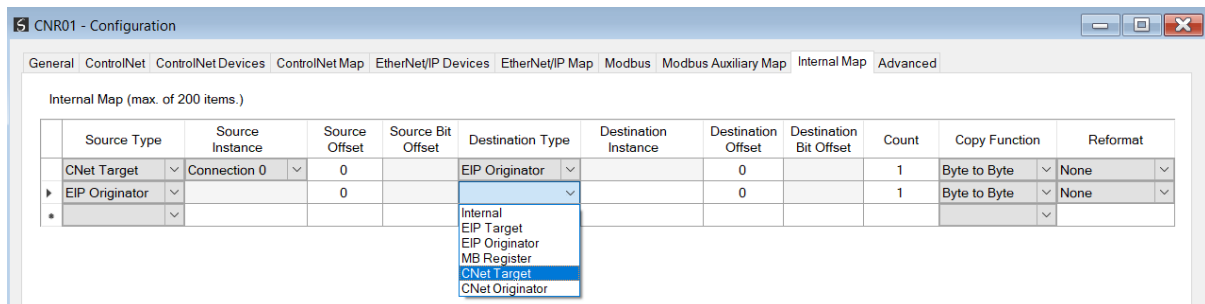 CNR01 - Configuration
General ControlNet ControlNet Devices ControlNet Map EtherNet/IP Devices EtherNet/IP Map Modbus Modbus Auxiliary Map Internal Map Advanced
Internal Map (max. of 200 items.)
Source Type Source Instance Source Offset Source Bit Offset Destination Type Destination Instance Destination Offset Destination Bit Offset Count Copy Function Reformat
CNet Target Connection 0 0 EIP Originator 0 1 Byte to Byte None
EIP Originator 0 0 1 Byte to Byte None
Internal
EIP Target
EIP Originator
MB Register
CNet Target
CNet Originator